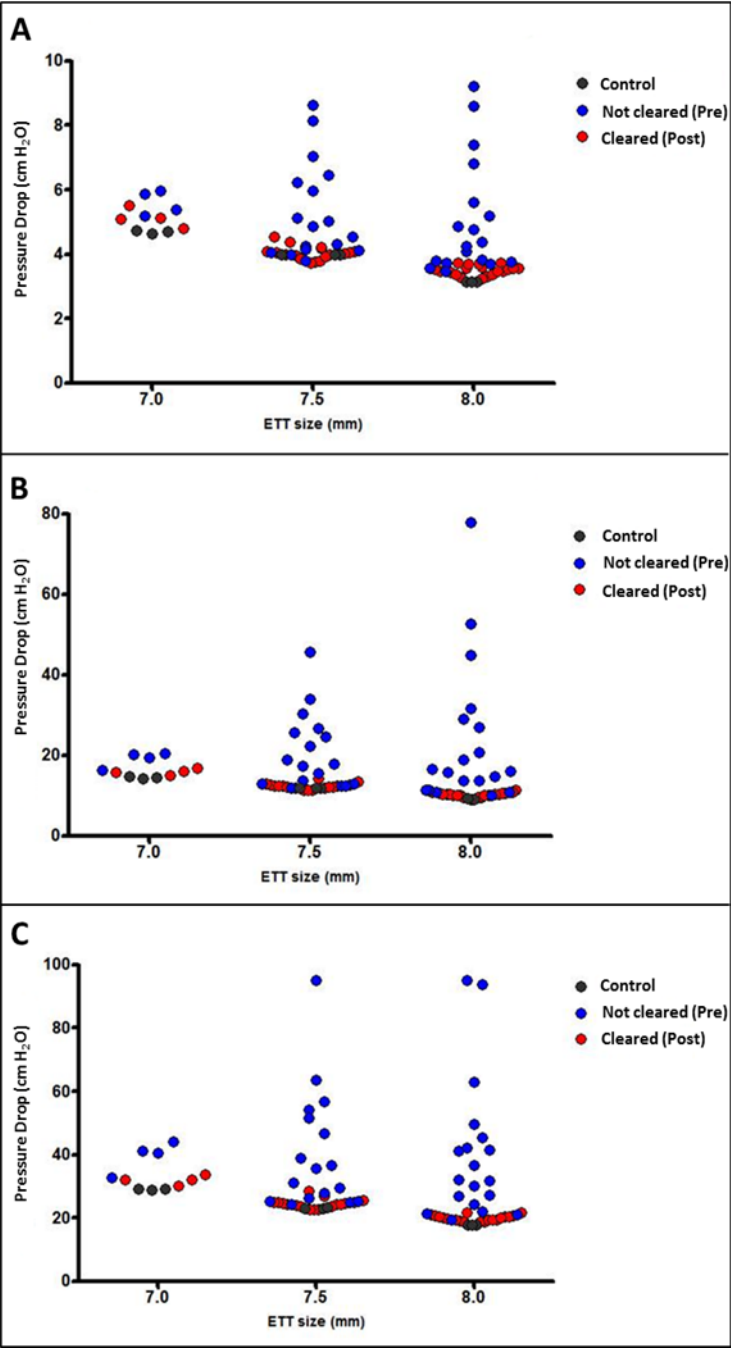 A
10
8
6
4
2
0
Pressure Drop (cm H₂O)
7.0 7.5 8.0
ETT size (mm)
Control
Not cleared (Pre)
Cleared (Post)
B
80
60
40
20
0
Pressure Drop (cm H₂O)
7.0 7.5 8.0
ETT size (mm)
Control
Not cleared (Pre)
Cleared (Post)
C
100
80
60
40
20
0
Pressure Drop (cm H₂O)
7.0 7.5 8.0
ETT size (mm)
Control
Not cleared (Pre)
Cleared (Post)